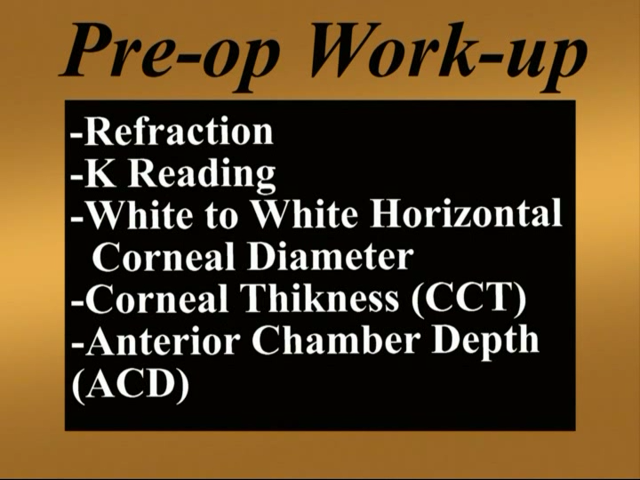 Pre-op Work-up
-Refraction
-K Reading
-White to White Horizontal
Corneal Diameter
-Corneal Thikness (CCT)
-Anterior Chamber Depth
(ACD)